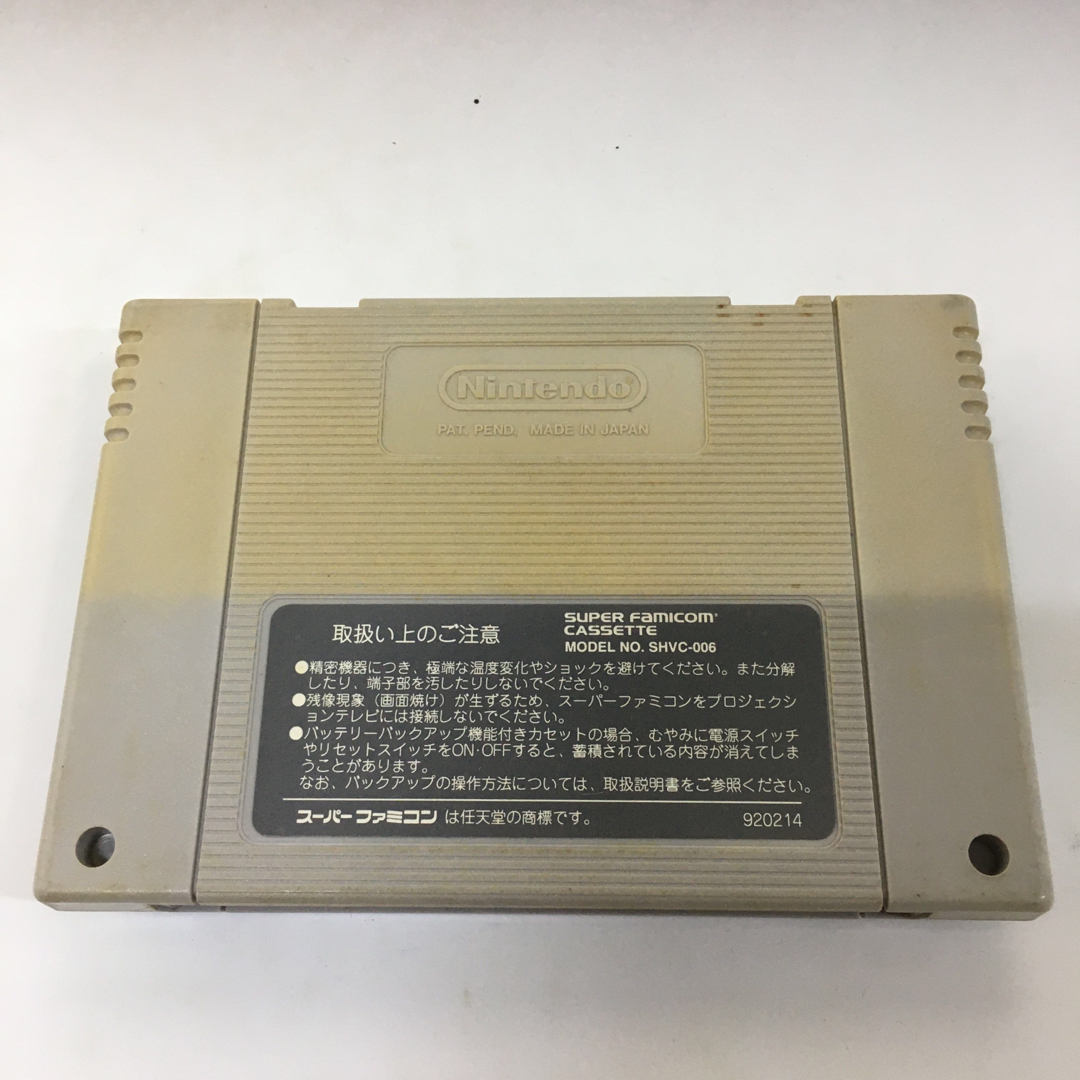 Nintendo®
PAT. PEND. MADE IN JAPAN
取扱い上のご注意
SUPER FAMICOM®
CASSETTE
MODEL NO. SHVC-006
●精密機器につき、極端な温度変化やショックを避けてください。また分解
したり、端子部を汚したりしないでください。
●残像現象(画面焼け)が生ずるため、スーパーファミコンをプロジェクシ
ョンテレビには接続しないでください。
●バッテリーバックアップ機能付きカセットの場合、むやみに電源スイッチ
やリセットスイッチをON・OFFすると、蓄積されている内容が消えてしま
うことがあります。
なお、バックアップの操作方法については、取扱説明書をご参照ください。
スーパーファミコン は任天堂の商標です。
920214